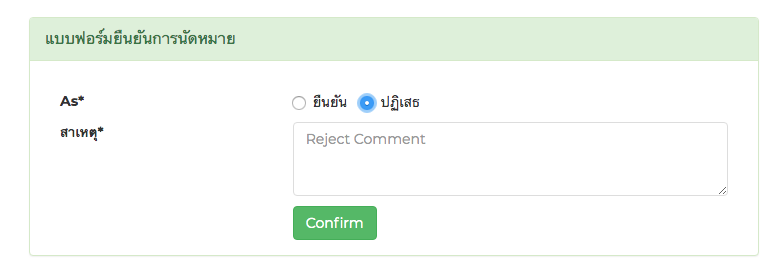 แบบฟอร์มยืนยันการนัดหมาย
As* ยืนยัน ปฏิเสธ
สาเหตุ* Reject Comment
Confirm